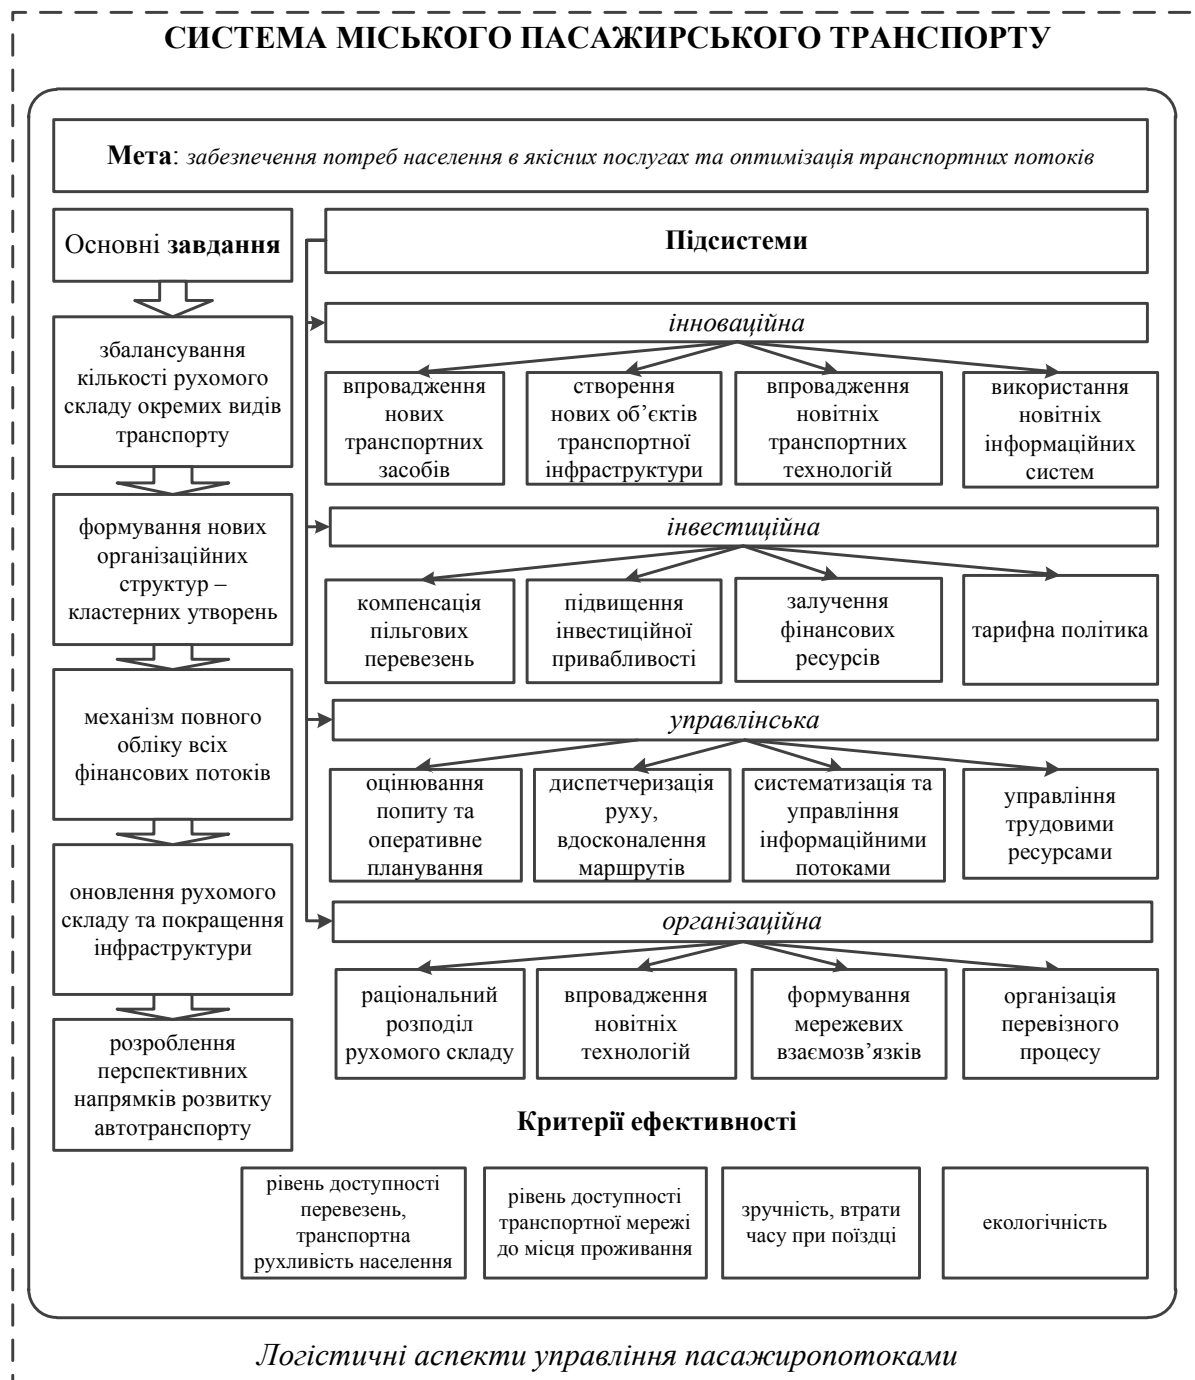 СИСТЕМА МІСЬКОГО ПАСАЖИРСЬКОГО ТРАНСПОРТУ
Мета: забезпечення потреб населення в якісних послугах та оптимізація транспортних потоків
Основні завдання
збалансування
кількості рухомого
складу окремих видів
транспорту
формування нових
організаційних
структур –
кластерних утворень
механізм повного
обліку всіх
фінансових потоків
оновлення рухомого
складу та покращення
інфраструктури
розроблення
перспективних
напрямків розвитку
автотранспорту
Підсистеми
інноваційна
впровадження
нових
транспортних
засобів
створення
нових об’єктів
транспортної
інфраструктури
впровадження
новітніх
транспортних
технологій
використання
новітніх
інформаційних
систем
інвестиційна
компенсація
пільгових
перевезень
підвищення
інвестиційної
привабливості
залучення
фінансових
ресурсів
тарифна політика
управлінська
оцінювання
попиту та
оперативне
планування
диспетчеризація
руху,
вдосконалення
маршрутів
систематизація та
управління
інформаційними
потоками
управління
трудовими
ресурсами
організаційна
раціональний
розподіл
рухомого складу
впровадження
новітніх
технологій
формування
мережевих
взаємозв’язків
організація
перевізного
процесу
Критерії ефективності
рівень доступності
перевезень,
транспортна
рухливість населення
рівень доступності
транспортної мережі
до місця проживання
зручність, втрати
часу при поїздці
екологічність
Логістичні аспекти управління пасажиропотоками